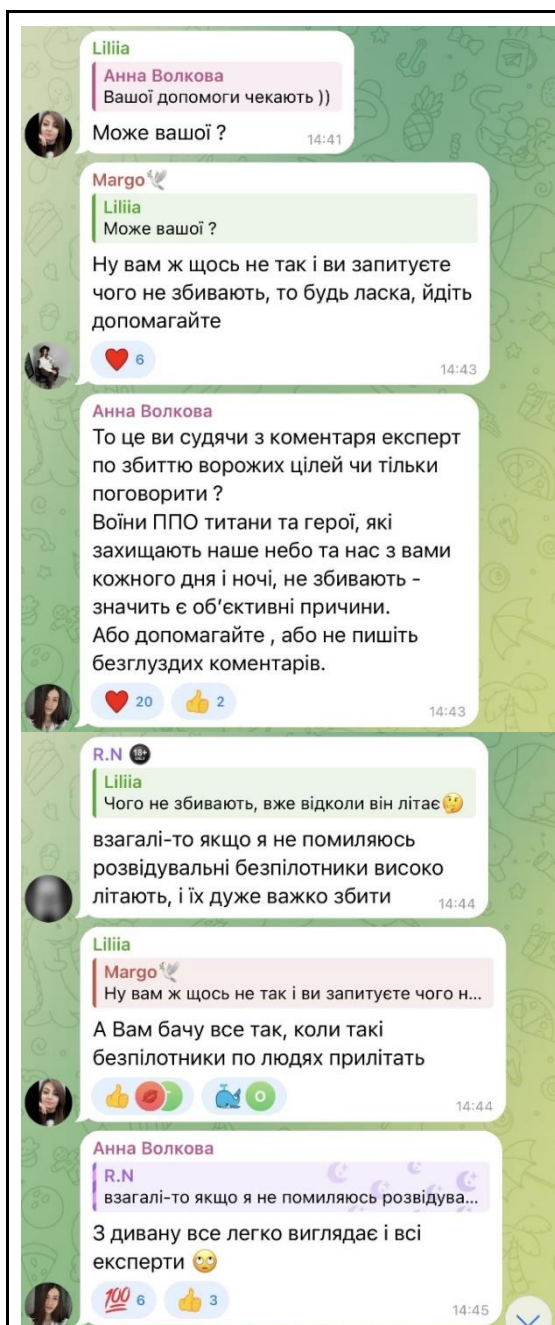 Liliia
Анна Волкова
Вашої допомоги чекають ))
Може вашої ?
14:41
Margo🕊
Liliia
Може вашої ?
Ну вам ж щось не так і ви запитуєте
чого не збивають, то будь ласка, йдіть
допомагайте
❤️ 6
14:43
Анна Волкова
То це ви судячи з коментаря експерт
по збиттю ворожих цілей чи тільки
поговорити ?
Воїни ППО титани та герої, які
захищають наше небо та нас з вами
кожного дня і ночі, не збивають -
значить є об’єктивні причини.
Або допомагайте , або не пишіть
безглуздих коментарів.
❤️ 20 👍 2
14:43
R.N 18+
Liliia
Чого не збивають, вже відколи він літає🤔
взагалі-то якщо я не помиляюсь
розвідувальні безпілотники високо
літають, і їх дуже важко збити
14:44
Liliia
Margo🕊
Ну вам ж щось не так і ви запитуєте чого н...
А Вам бачу все так, коли такі
безпілотники по людях прилітать
👍 💋 🐳 O
14:44
Анна Волкова
R.N
взагалі-то якщо я не помиляюсь розвідува...
З дивану все легко виглядає і всі
експерти 🙄
💯 6 👍 3
14:45